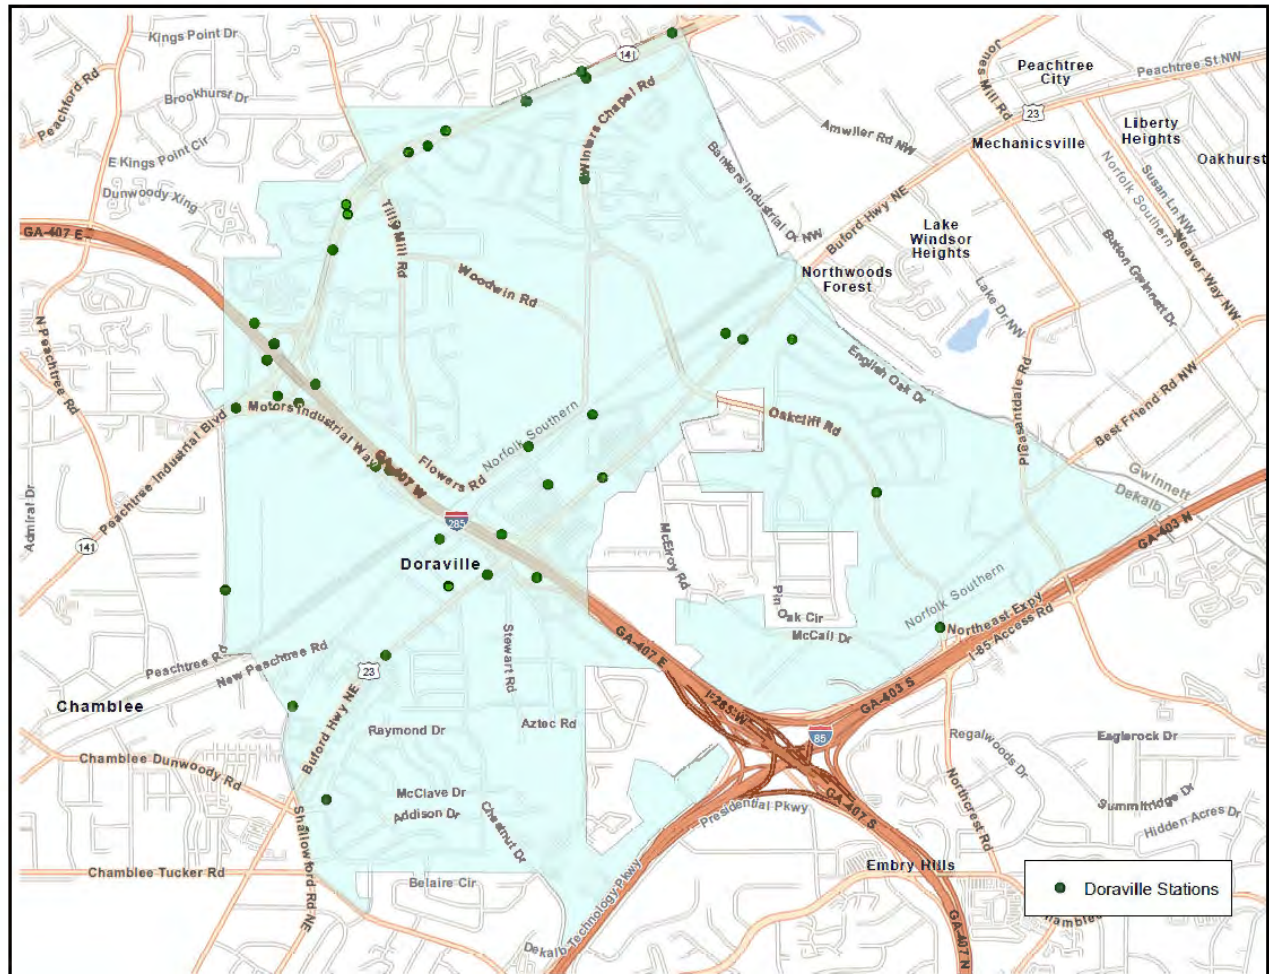 Kings Point Dr
Peachford Rd
Brookhurst Dr
E Kings Point Cir
Dunwoody Xing
GA-407 E
N Peachtree Rd
141
Winters Chapel Rd
Tilly Mill Rd
Woodwin Rd
Jones Mill Rd
Peachtree
City
Peachtree St NW
23
Liberty
Heights
Mechanicsville
Oakhurst
Amwiler Rd NW
Bankers Industrial Dr NW
Buford Hwy NE
Norfolk Southern
Susan Ln NW
Weaver Way NW
Button Gwinnett Dr
Lake
Windsor
Heights
Northwoods
Forest
Lake Dr NW
English Oak Dr
Pleasantdale Rd
Best Friend Rd NW
Oakcliff Rd
Motors Industrial Way
Peachtree Industrial Blvd
GA-407 W
Flowers Rd
Norfolk Southern
Gwinnett
Dekalb
GA-403 N
Admiral Dr
141
285
Doraville
McElroy Rd
Pin Oak Cir
McCall Dr
Norfolk Southern
Northeast Expy
I-85 Access Rd
Peachtree Rd
New Peachtree Rd
Stewart Rd
GA-407 E
I-285 W
GA-403 S
23
85
Chamblee
Buford Hwy NE
Raymond Dr
Aztec Rd
Regalwoods Dr
Eaglerock Dr
Chamblee Dunwoody Rd
McClave Dr
Addison Dr
Chestnut Dr
Presidential Pkwy
GA-407 S
Northcrest Rd
Summitridge Dr
Hidden Acres Dr
Shallowford Rd NE
Chamblee Tucker Rd
Belaire Cir
Dekalb Technology Pkwy
Embry Hills
GA-407 N
Doraville Stations